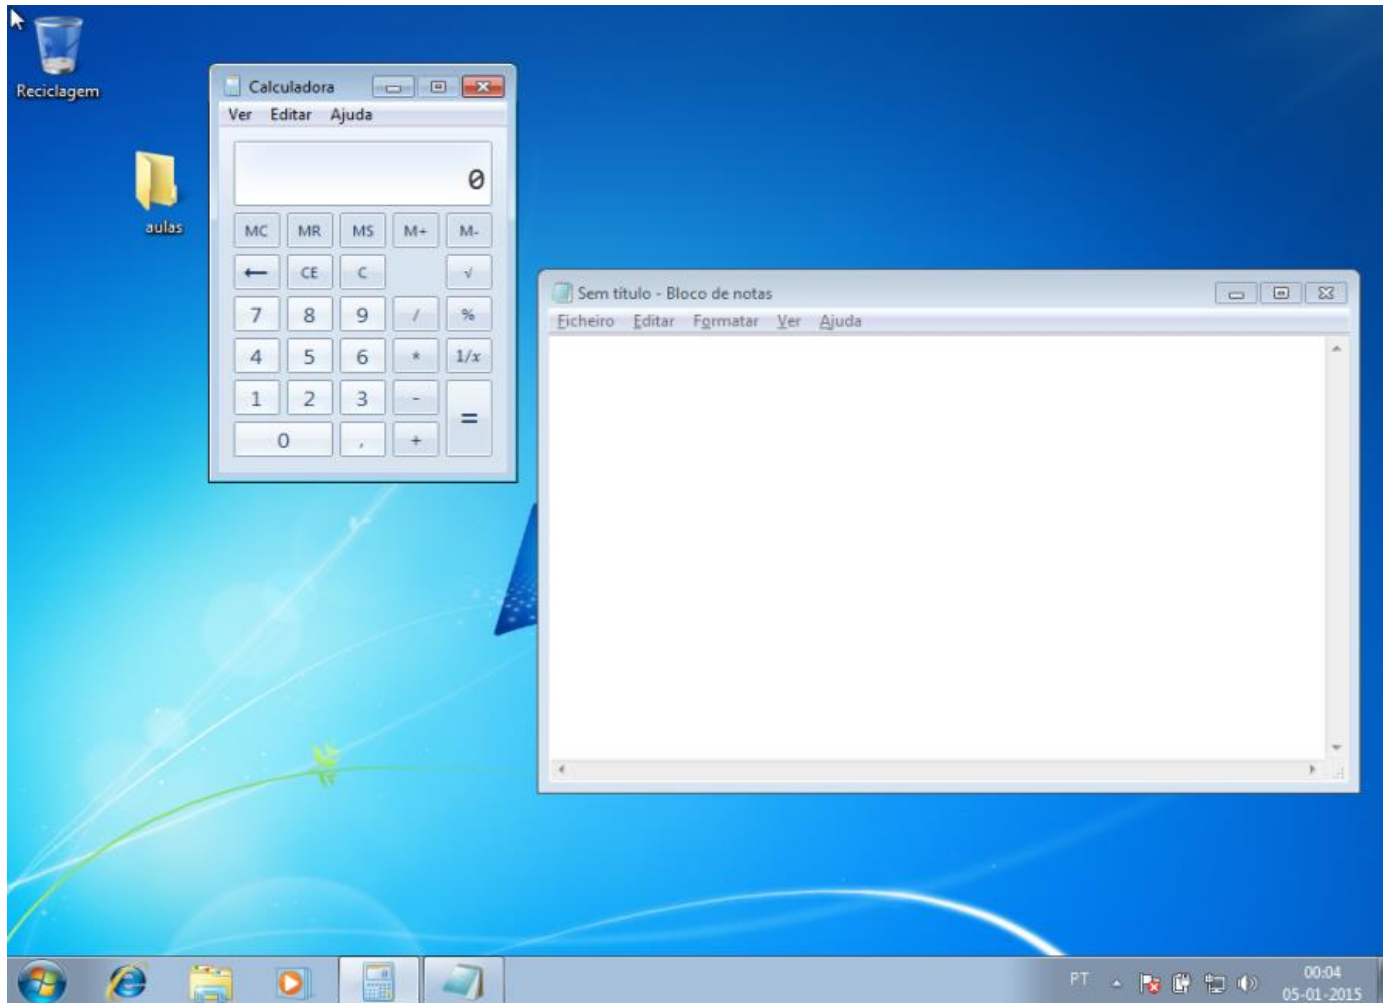 Reciclagem
aulas
Calculadora
Ver Editar Ajuda
0
MC MR MS M+ M-
← CE C √
7 8 9 / %
4 5 6 * 1/x
1 2 3 - =
0 , +
Sem título - Bloco de notas
Ficheiro Editar Formatar Ver Ajuda
PT
00:04
05-01-2015